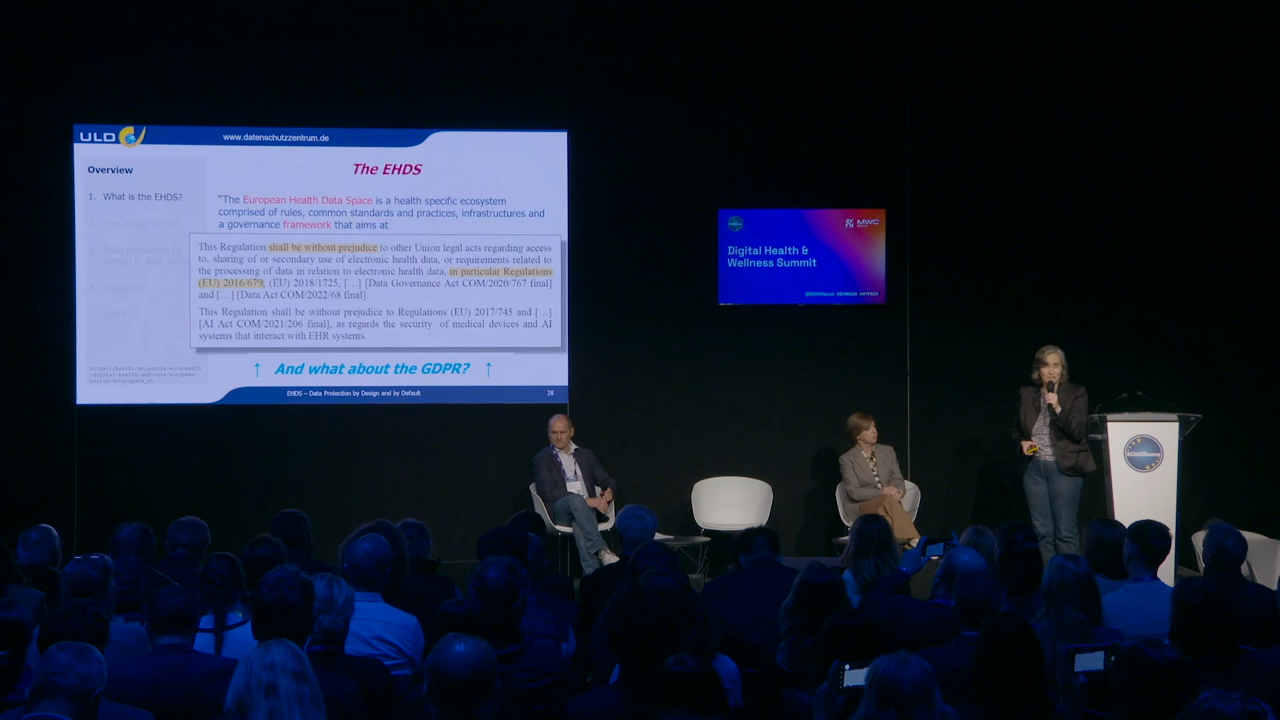 ULD
www.datenschutzzentrum.de
Overview
1. What is the EHDS?
The EHDS
"The European Health Data Space is a health specific ecosystem
comprised of rules, common standards and practices, infrastructures and
a governance framework that aims at
This Regulation shall be without prejudice to other Union legal acts regarding access
to, sharing of or secondary use of electronic health data, or requirements related to
the processing of data in relation to electronic health data, in particular Regulations
(EU) 2016/679, (EU) 2018/1725, […] [Data Governance Act COM/2020/767 final]
and […] [Data Act COM/2022/68 final].
This Regulation shall be without prejudice to Regulations (EU) 2017/745 and […]
[AI Act COM/2021/206 final], as regards the security of medical devices and AI
systems that interact with EHR systems.
↑ And what about the GDPR? ↑
EHDS – Data Protection by Design and by Default
28
MWC
Digital Health &
Wellness Summit
ECHAlliance